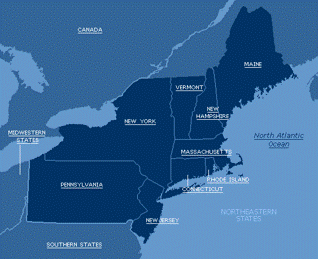 CANADA
MAINE
VERMONT
NEW
HAMPSHIRE
NEW YORK
MIDWESTERN
STATES
North Atlantic
Ocean
MASSACHUSETTS
RHODE ISLAND
CONNECTICUT
PENNSYLVANIA
NEW JERSEY
NORTHEASTERN
STATES
SOUTHERN STATES